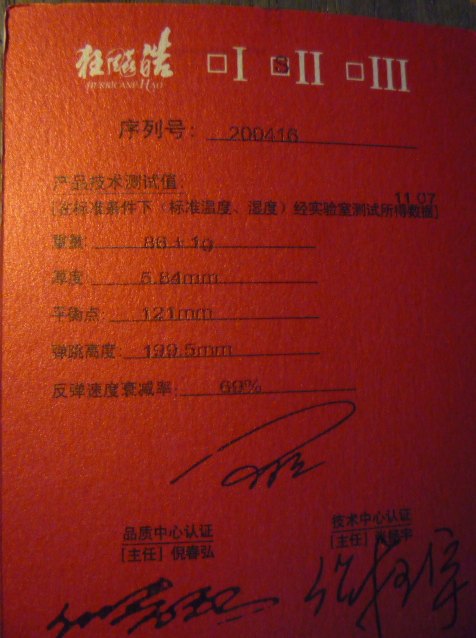 狂飚皓 □I 8II □III
HURRICANE HAO
序列号: 200416
产品技术测试值:
11 07
[在标准条件下（标准温度、湿度）经实验室测试所得数据]
重量: 86±1g
厚度: 5.84mm
平衡点: 121mm
弹跳高度: 199.5mm
反弹速度衰减率: 69%
品质中心认证
[主任] 倪春弘
技术中心认证
[主任]